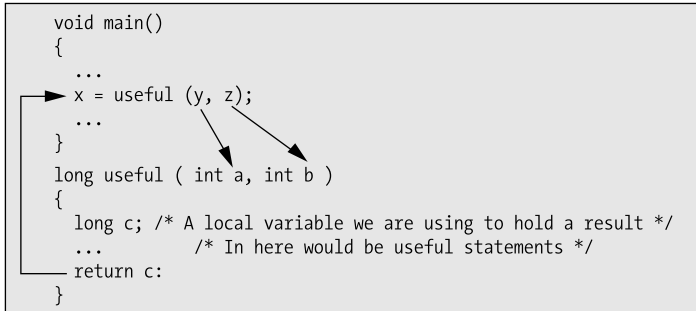 void main()
{
...
x = useful (y, z);
...
}
long useful ( int a, int b )
{
long c; /* A local variable we are using to hold a result */
... /* In here would be useful statements */
return c:
}